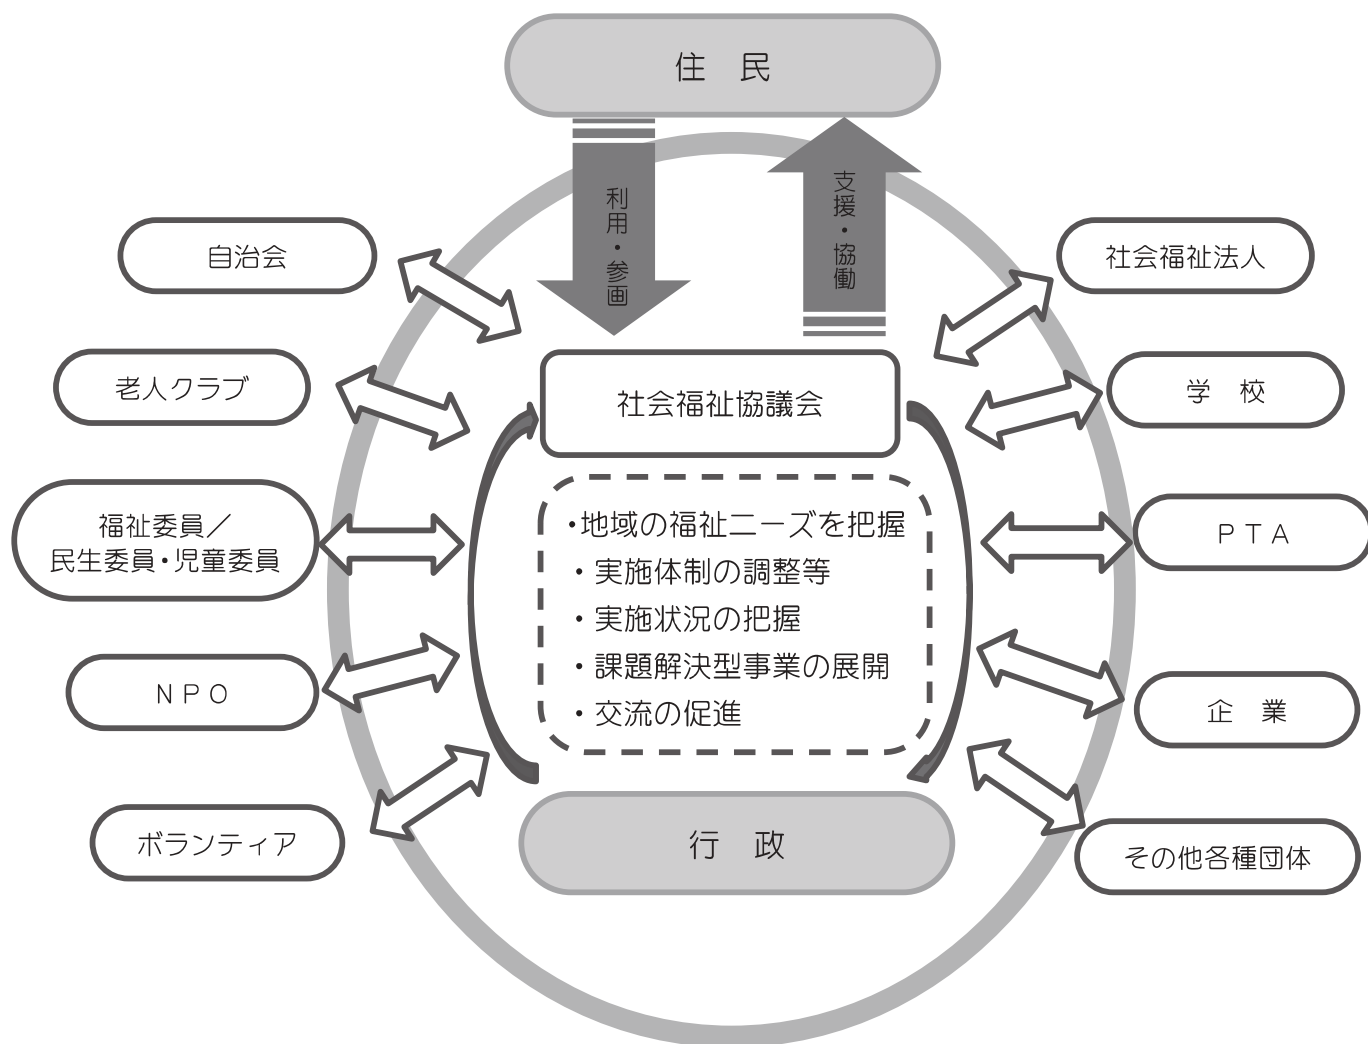 住　民
利用・参画
支援・協働
自治会
社会福祉法人
老人クラブ
社会福祉協議会
学　校
福祉委員／
民生委員・児童委員
・地域の福祉ニーズを把握
・実施体制の調整等
・実施状況の把握
・課題解決型事業の展開
・交流の促進
ＰＴＡ
ＮＰＯ
企　業
ボランティア
行　政
その他各種団体